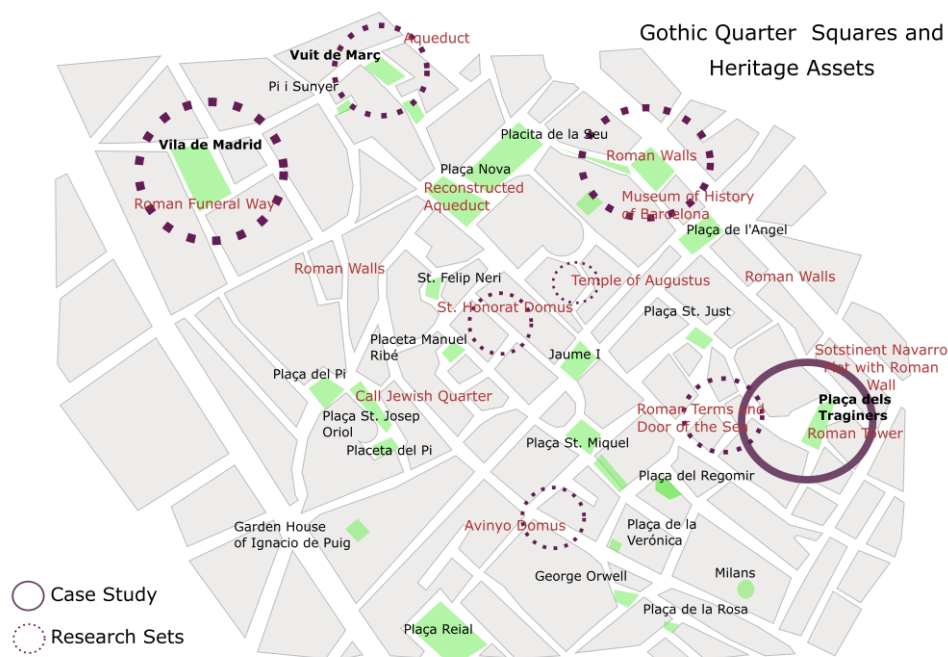 Gothic Quarter Squares and
Heritage Assets
Aqueduct
Vuit de Març
Pi i Sunyer
Vila de Madrid
Roman Funeral Way
Placita de la Seu
Plaça Nova
Reconstructed
Aqueduct
Roman Walls
Museum of History
of Barcelona
Plaça de l'Angel
Roman Walls
St. Felip Neri
Temple of Augustus
Roman Walls
St. Honorat Domus
Plaça St. Just
Placeta Manuel
Ribé
Jaume I
Sotstinent Navarro
Plot with Roman
Wall
Plaça del Pi
Call Jewish Quarter
Plaça dels
Traginers
Roman Tower
Plaça St. Josep
Oriol
Roman Terms and
Door of the Sea
Placeta del Pi
Plaça St. Miquel
Plaça del Regomir
Garden House
of Ignacio de Puig
Avinyo Domus
Plaça de la
Verónica
George Orwell
Milans
Plaça de la Rosa
Plaça Reial
Case Study
Research Sets